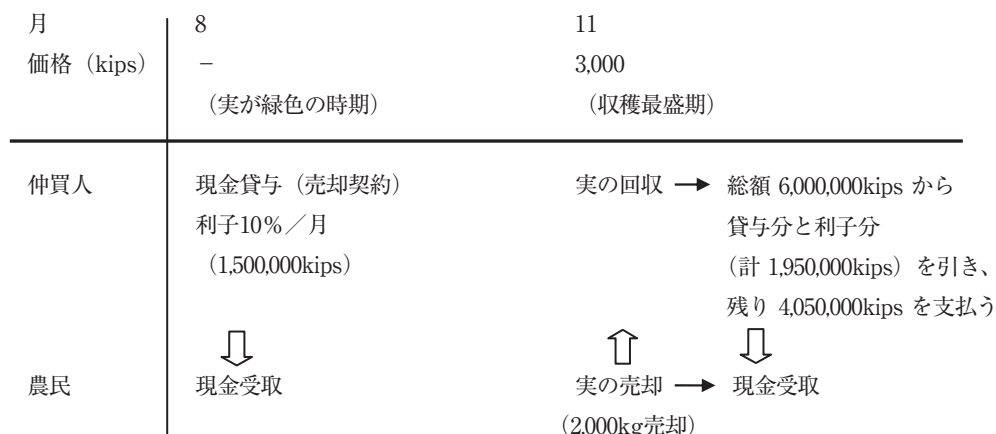 月 8 11
価格（kips） － 3,000
（実が緑色の時期） （収穫最盛期）
仲買人 現金貸与（売却契約） 実の回収 → 総額 6,000,000kips から
利子10％／月 貸与分と利子分
（1,500,000kips） （計 1,950,000kips）を引き、
残り 4,050,000kips を支払う
農民 現金受取 実の売却 → 現金受取
（2,000kg売却）